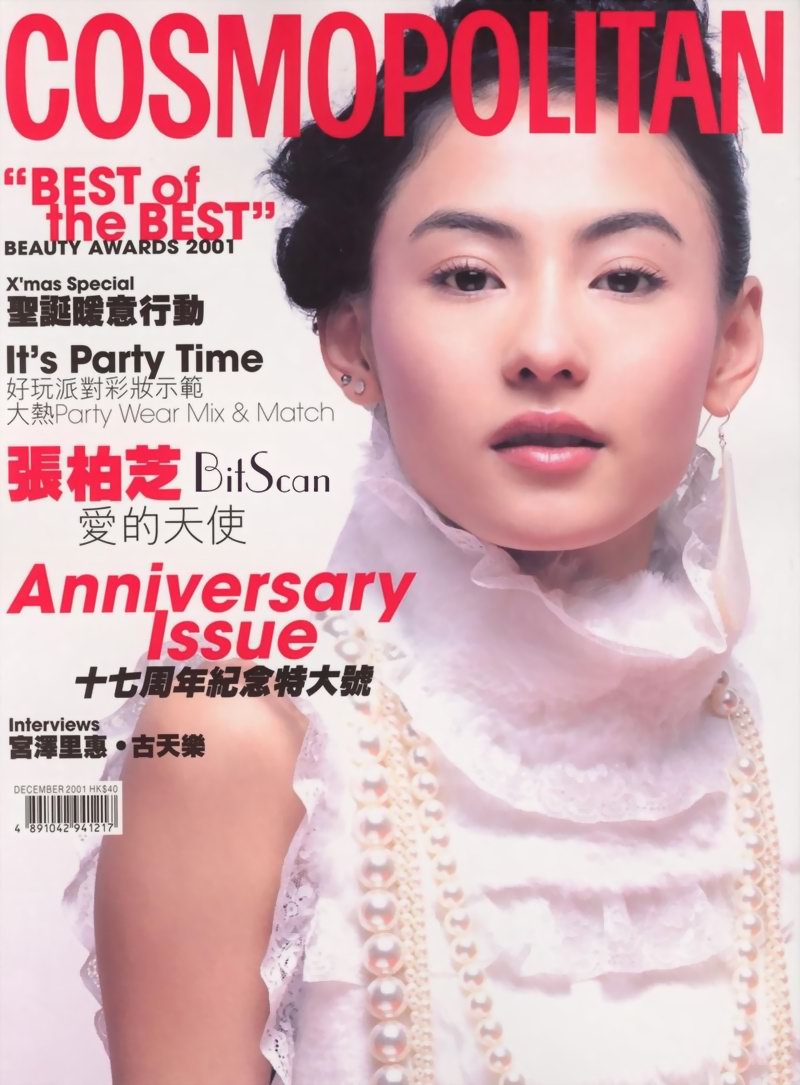 COSMOPOLITAN
“BEST of
the BEST”
BEAUTY AWARDS 2001
X'mas Special
聖誕暖意行動
It's Party Time
好玩派對彩妝示範
大熱Party Wear Mix & Match
張柏芝 BitScan
愛的天使
Anniversary
Issue
十七周年紀念特大號
Interviews
宮澤里惠•古天樂
DECEMBER 2001 HK$40
4 891042 941217